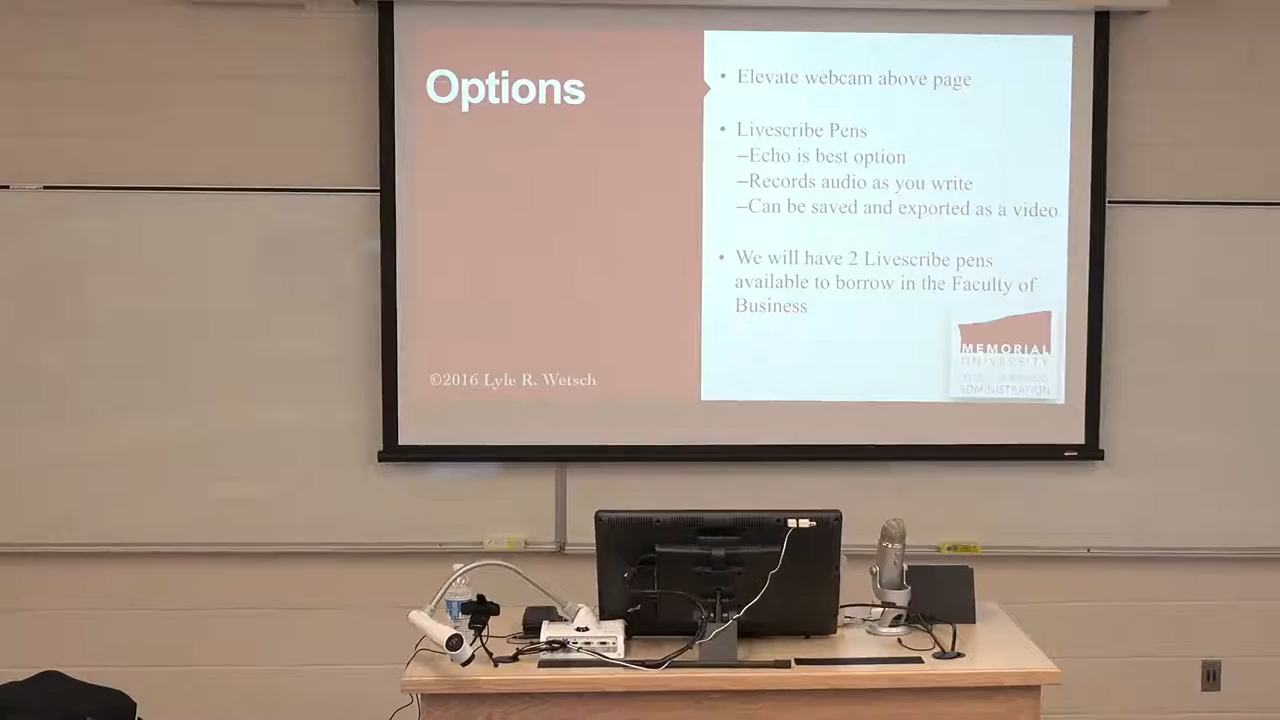 Options
• Elevate webcam above page
• Livescribe Pens
–Echo is best option
–Records audio as you write
–Can be saved and exported as a video
• We will have 2 Livescribe pens
available to borrow in the Faculty of
Business
©2016 Lyle R. Wetsch
MEMORIAL
UNIVERSITY
ADMINISTRATION